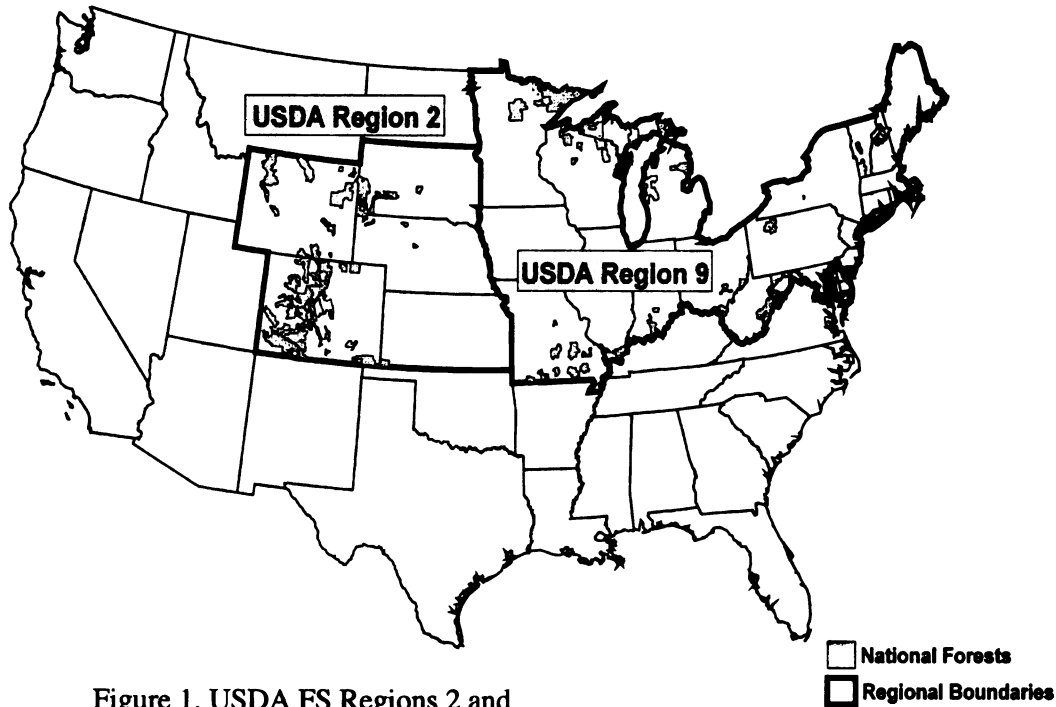 USDA Region 2
USDA Region 9
National Forests
Regional Boundaries
Figure 1. USDA FS Regions 2 and